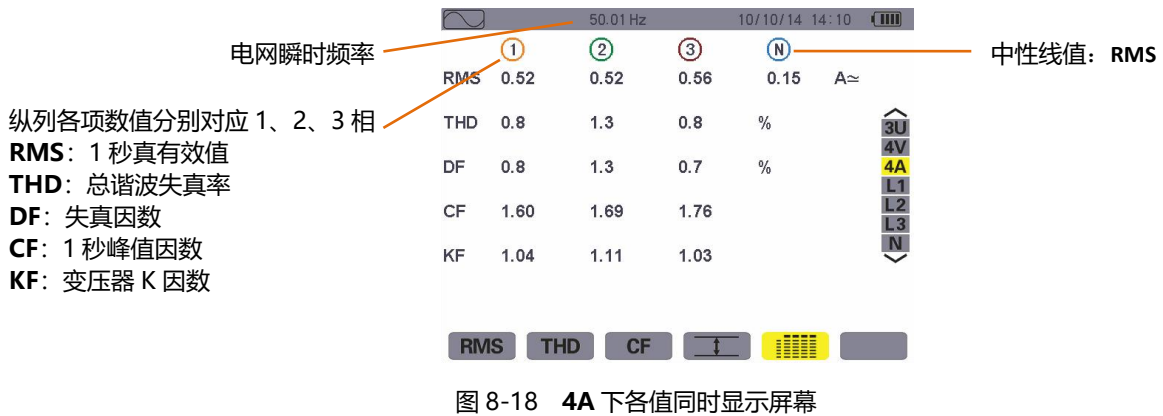 50.01 Hz 10/10/14 14:10
电网瞬时频率
1 2 3 N
中性线值：RMS
RMS 0.52 0.52 0.56 0.15 A≃
纵列各项数值分别对应 1、2、3 相
RMS：1 秒真有效值
THD：总谐波失真率
DF：失真因数
CF：1 秒峰值因数
KF：变压器 K 因数
THD 0.8 1.3 0.8 %
DF 0.8 1.3 0.7 %
CF 1.60 1.69 1.76
KF 1.04 1.11 1.03
3U
4V
4A
L1
L2
L3
N
RMS THD CF
图 8-18 4A 下各值同时显示屏幕